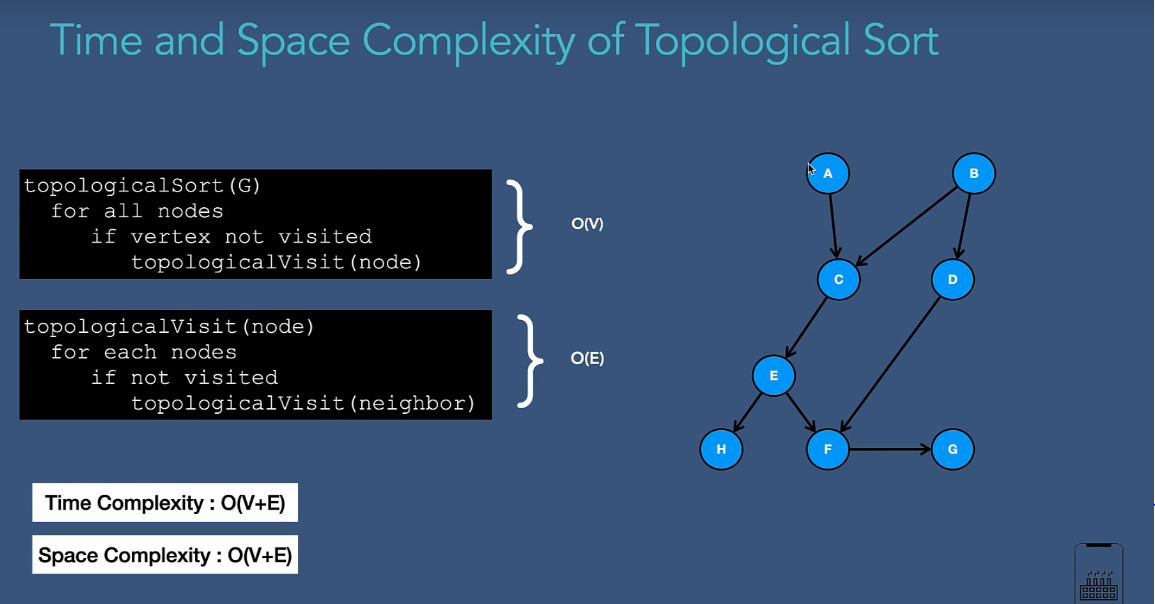 Time and Space Complexity of Topological Sort
topologicalSort(G)
for all nodes
if vertex not visited
topologicalVisit(node)
O(V)
topologicalVisit(node)
for each nodes
if not visited
topologicalVisit(neighbor)
O(E)
Time Complexity : O(V+E)
Space Complexity : O(V+E)
A
B
C
D
E
H
F
G